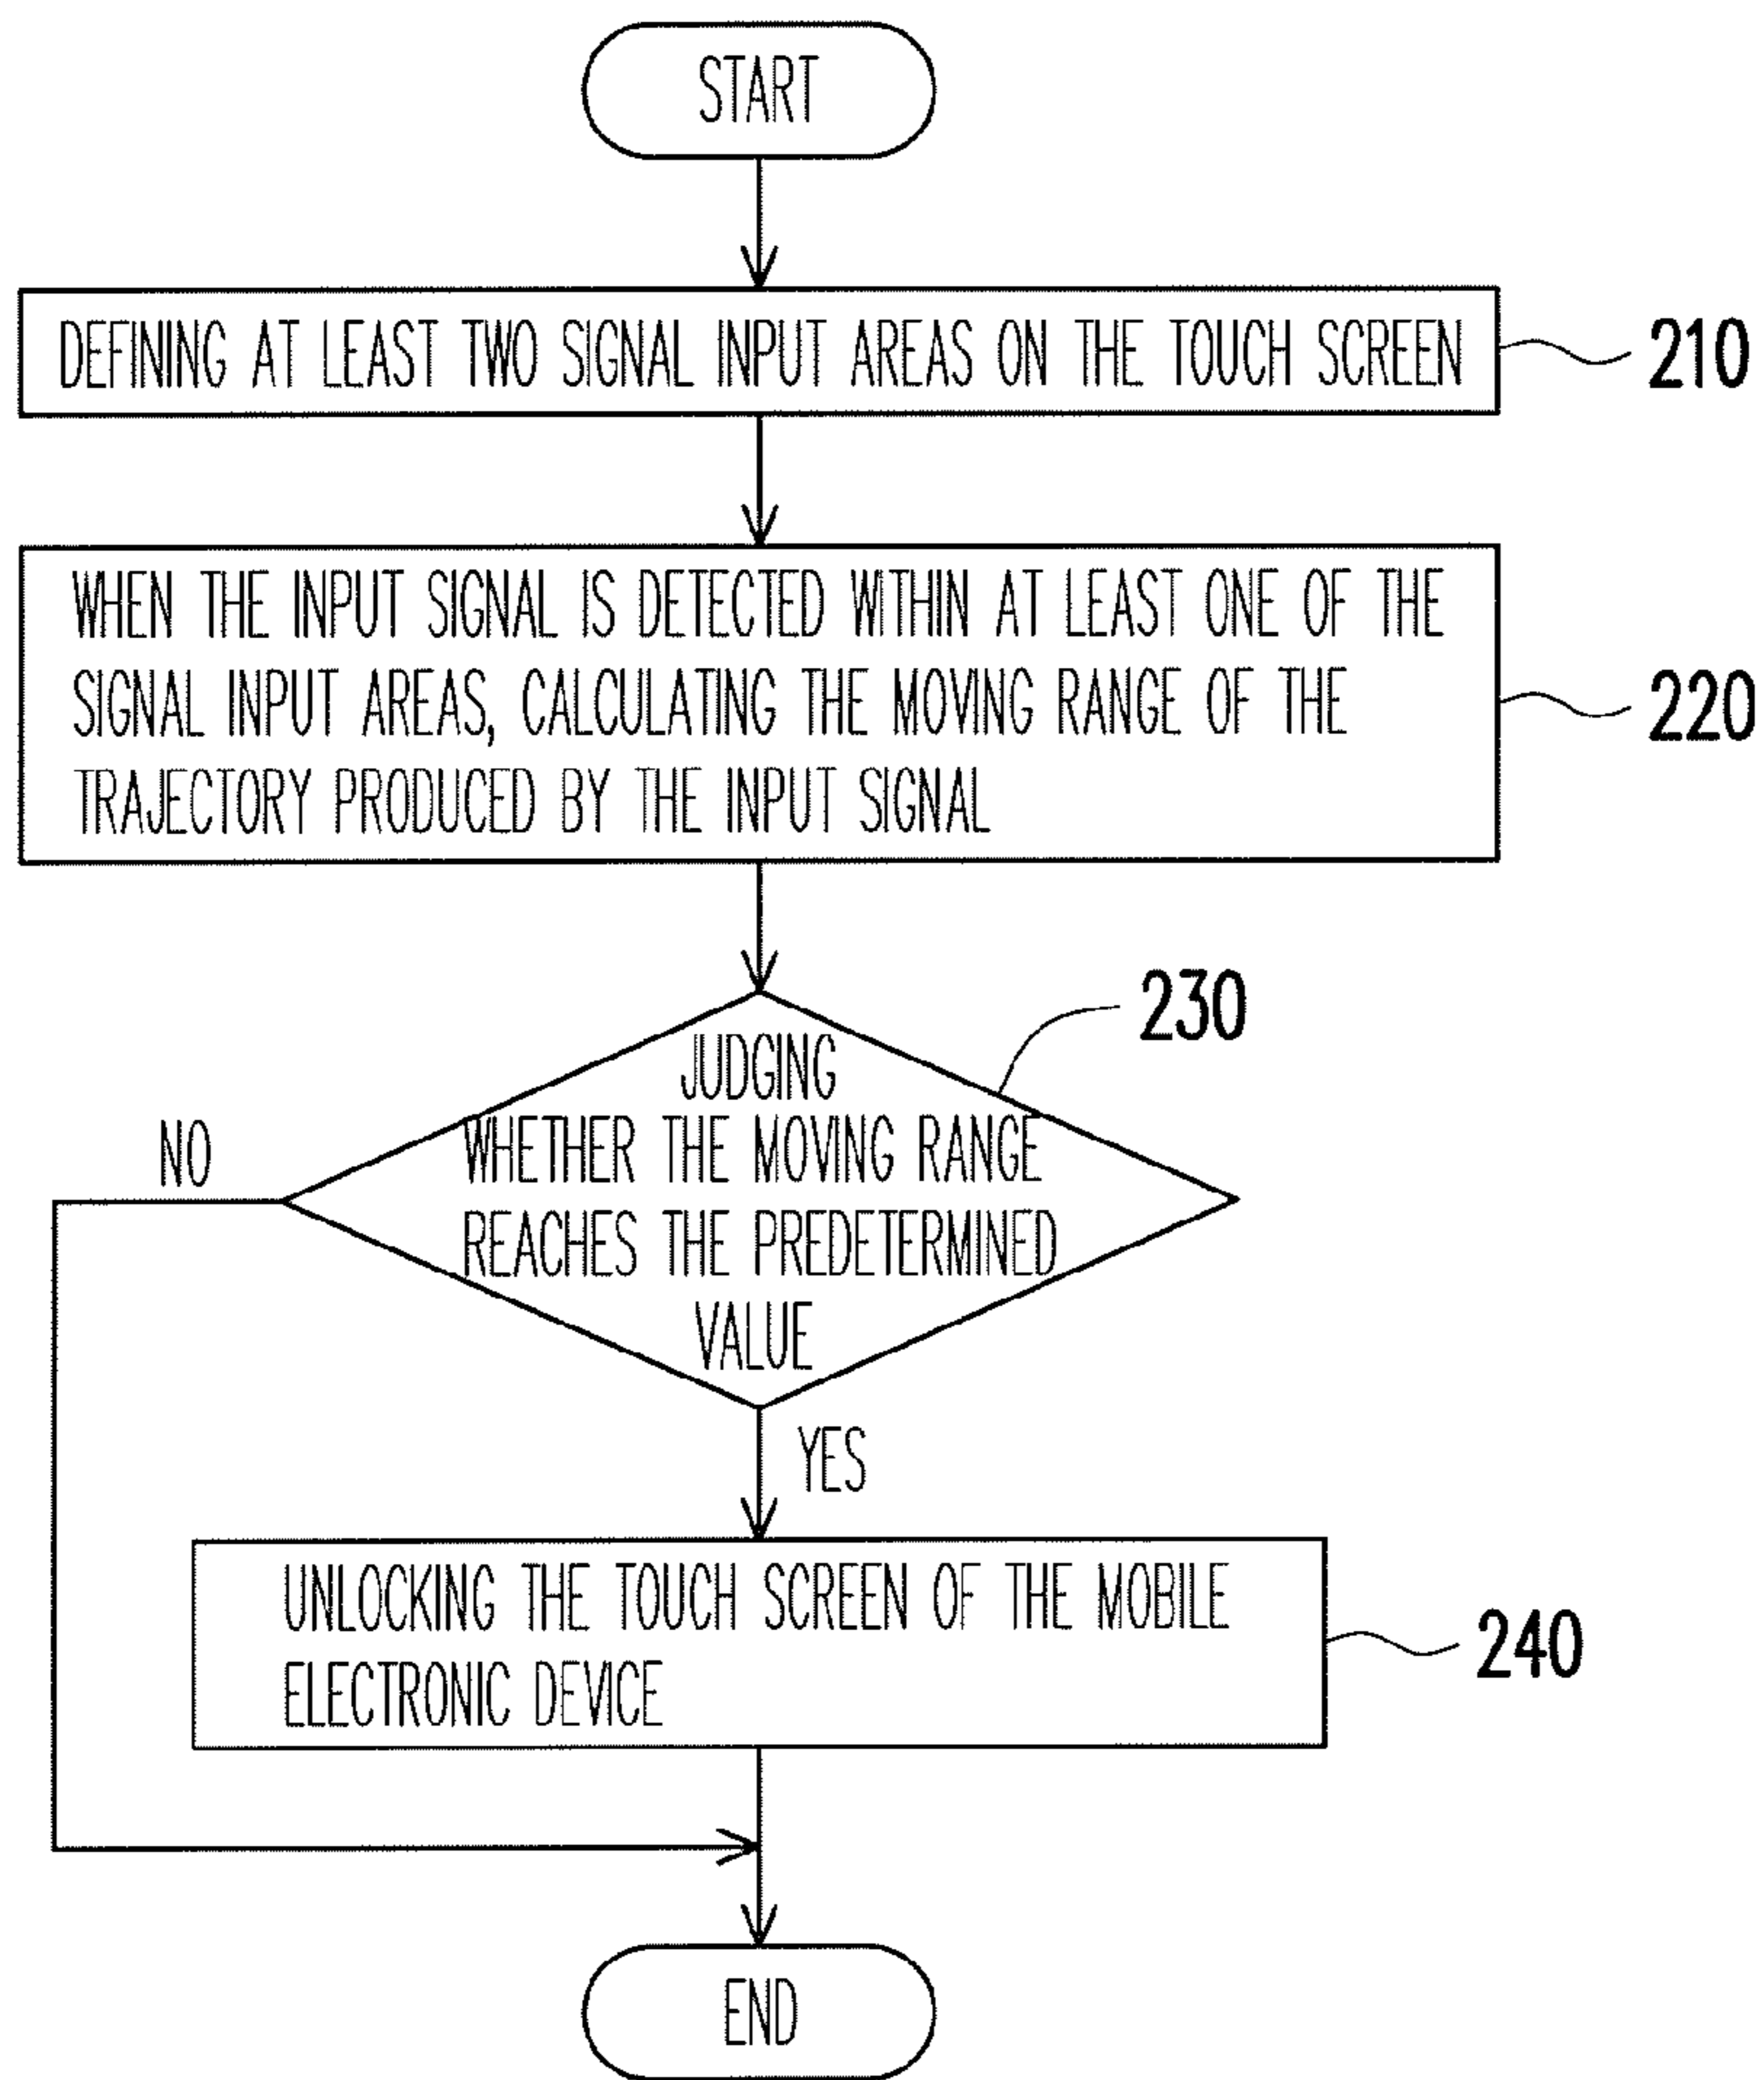 START
DEFINING AT LEAST TWO SIGNAL INPUT AREAS ON THE TOUCH SCREEN
210
WHEN THE INPUT SIGNAL IS DETECTED WITHIN AT LEAST ONE OF THE
SIGNAL INPUT AREAS, CALCULATING THE MOVING RANGE OF THE
TRAJECTORY PRODUCED BY THE INPUT SIGNAL
220
230
JUDGING
WHETHER THE MOVING RANGE
REACHES THE PREDETERMINED
VALUE
NO
YES
UNLOCKING THE TOUCH SCREEN OF THE MOBILE
ELECTRONIC DEVICE
240
END